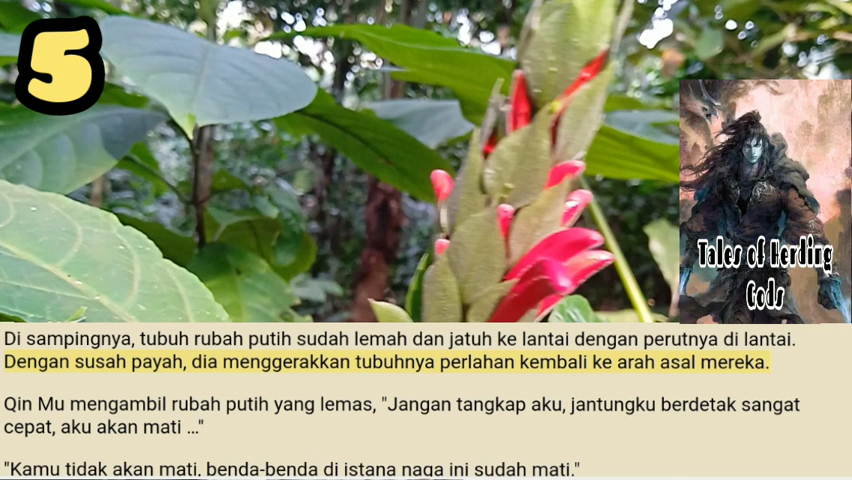 5
Tales of Herding
Gods
Di sampingnya, tubuh rubah putih sudah lemah dan jatuh ke lantai dengan perutnya di lantai.
Dengan susah payah, dia menggerakkan tubuhnya perlahan kembali ke arah asal mereka.
Qin Mu mengambil rubah putih yang lemas, "Jangan tangkap aku, jantungku berdetak sangat
cepat, aku akan mati ..."
"Kamu tidak akan mati, benda-benda di istana naga ini sudah mati."